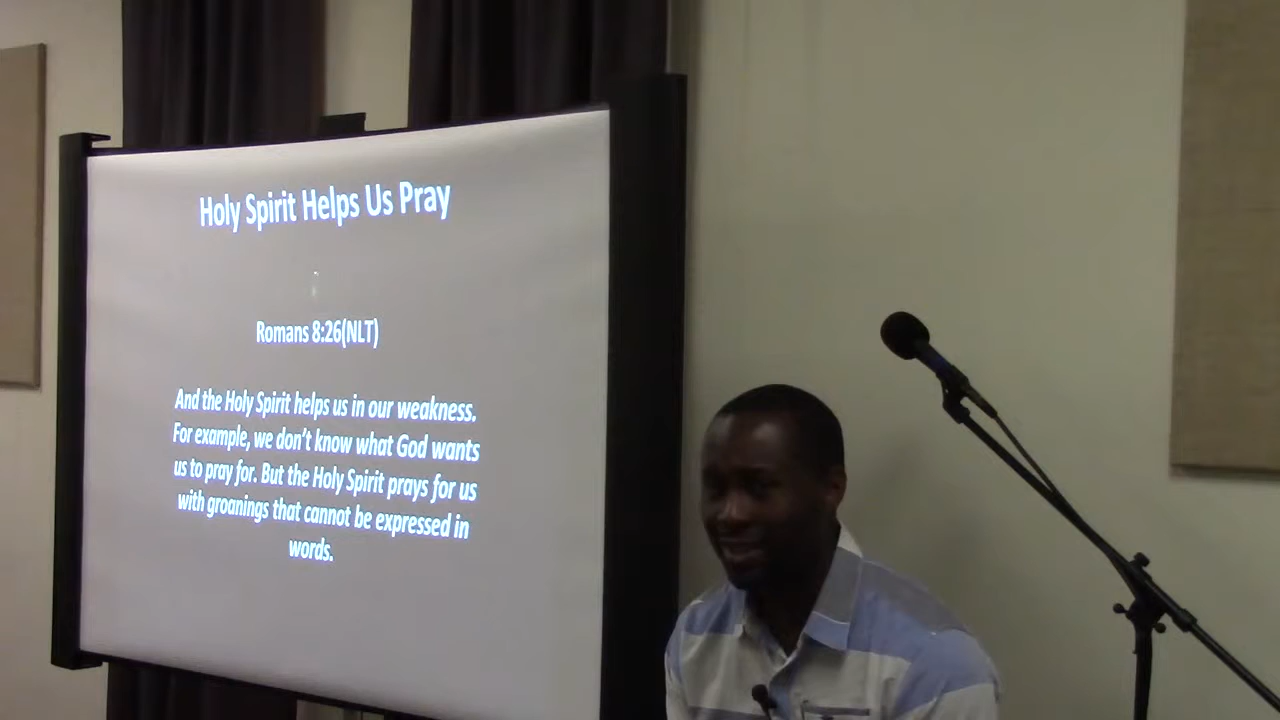 Holy Spirit Helps Us Pray
Romans 8:26(NLT)
And the Holy Spirit helps us in our weakness.
For example, we don't know what God wants
us to pray for. But the Holy Spirit prays for us
with groanings that cannot be expressed in
words.